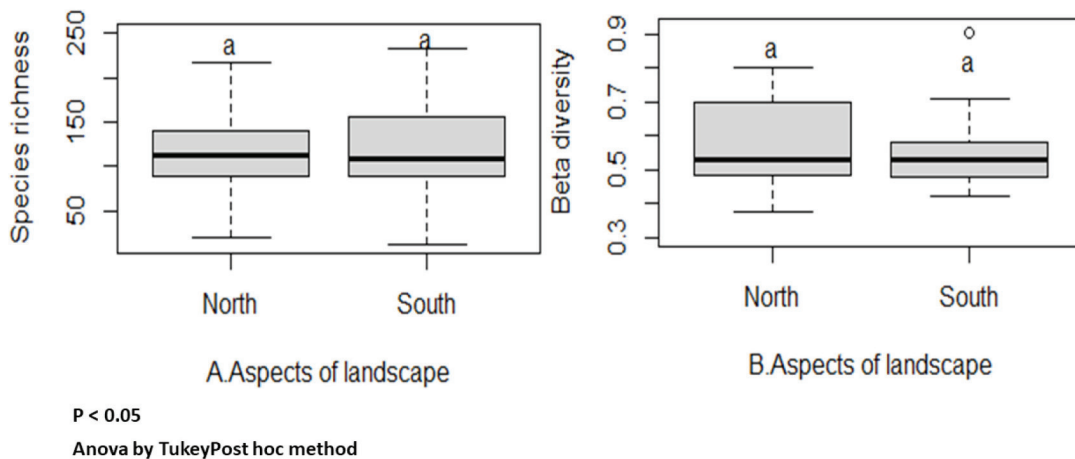 Species richness
250
150
50
a
a
North
South
A.Aspects of landscape
Beta diversity
0.9
0.7
0.5
0.3
a
a
North
South
B.Aspects of landscape
P < 0.05
Anova by TukeyPost hoc method